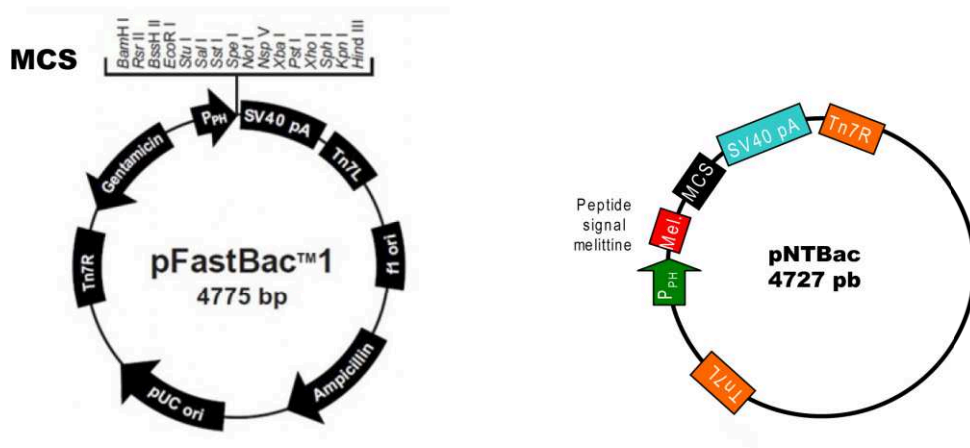 MCS
BamH I
Rsr II
BssH II
EcoR I
Stu I
Sal I
Sst I
Spe I
Not I
Nsp V
Xba I
Pst I
Xho I
Sph I
Kpn I
Hind III
PPH
SV40 pA
Tn7L
f1 ori
Ampicillin
pUC ori
Tn7R
Gentamicin
pFastBac™1
4775 bp
Peptide
signal
melittine
PPH
Mel.
MCS
SV40 pA
Tn7R
Tn7L
pNTBac
4727 pb